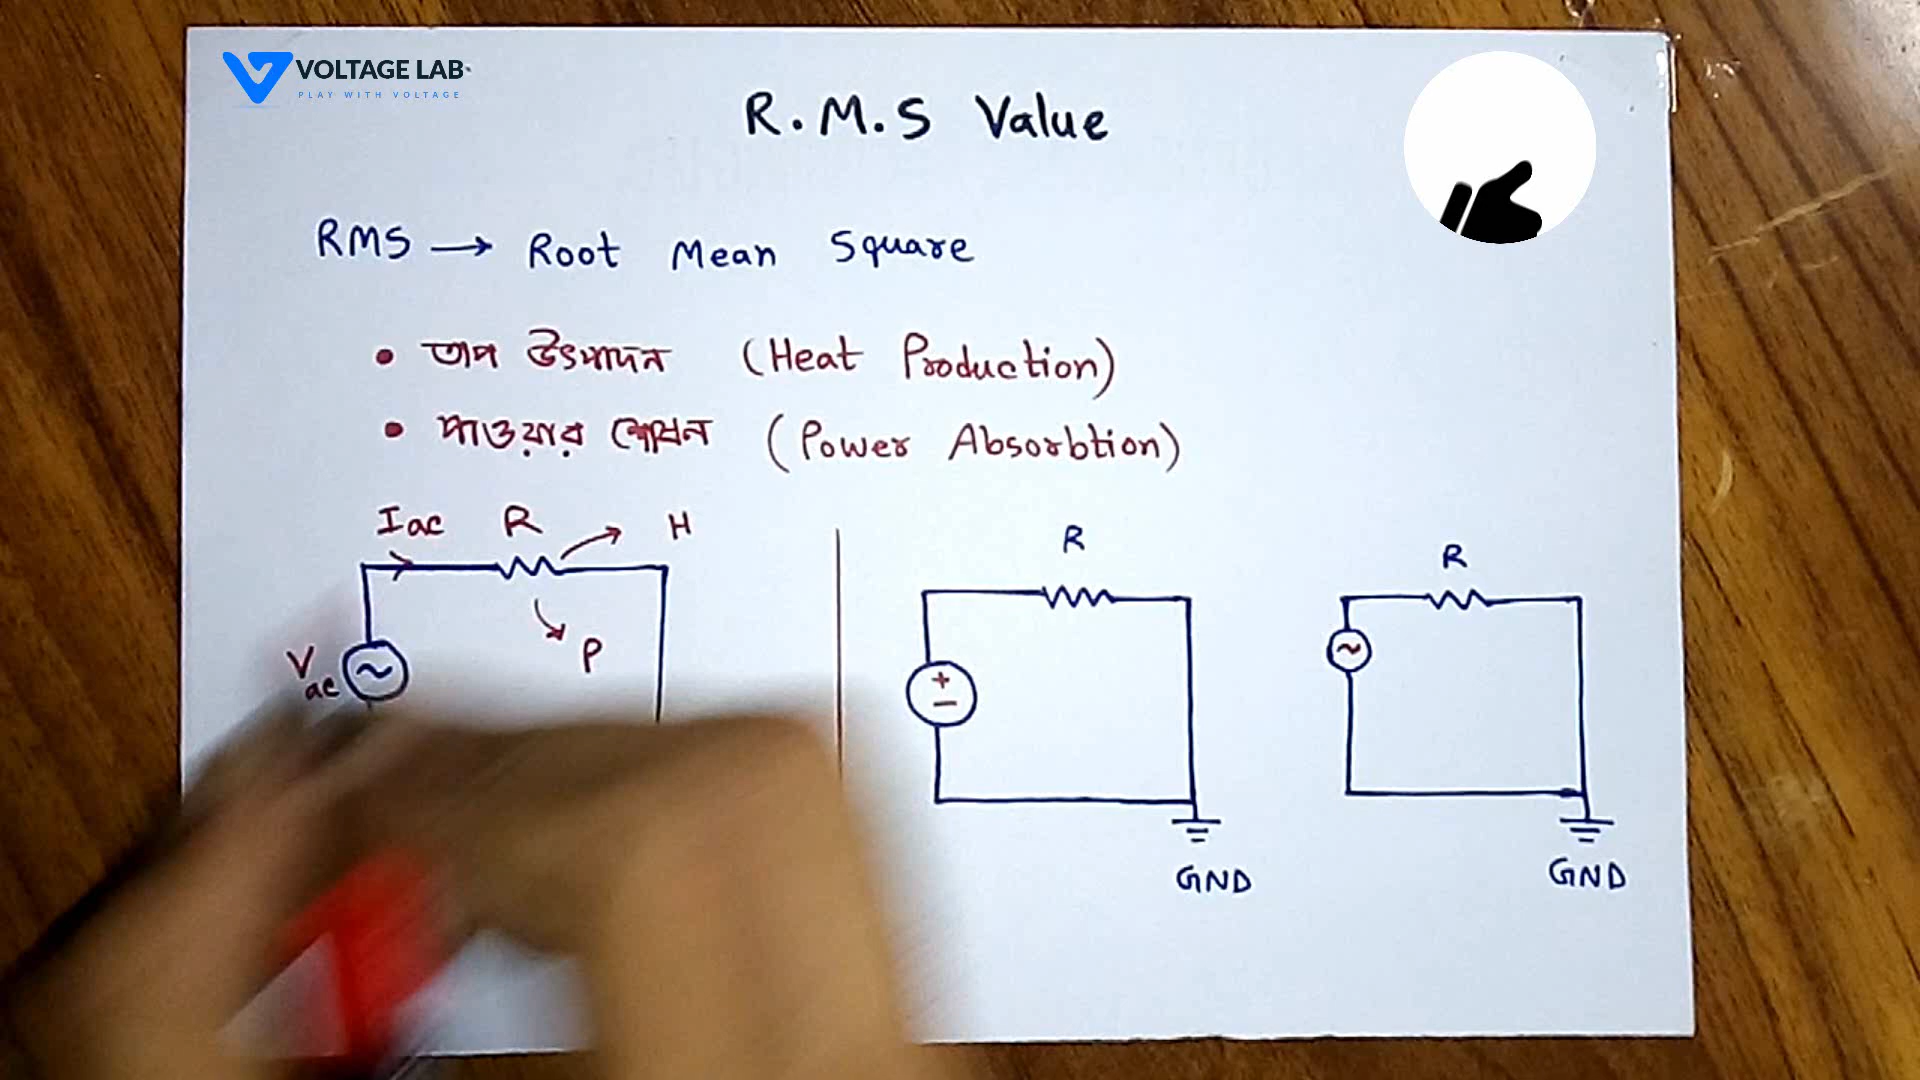 VOLTAGE LAB
PLAY WITH VOLTAGE
R.M.S Value
RMS → Root Mean Square
• তাপ উৎপাদন (Heat Production)
• পাওয়ার শোষন (Power Absorbtion)
Iac R H
P
Vac
R
+
−
GND
R
GND